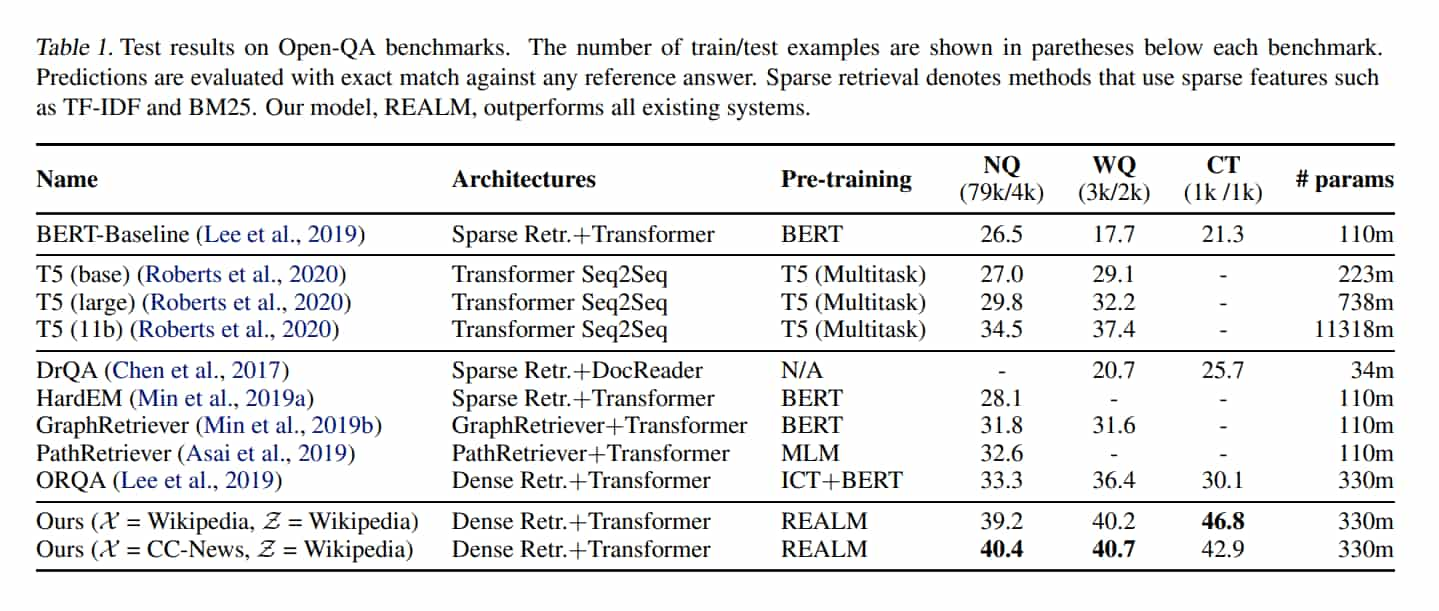 Table 1. Test results on Open-QA benchmarks. The number of train/test examples are shown in paretheses below each benchmark.
Predictions are evaluated with exact match against any reference answer. Sparse retrieval denotes methods that use sparse features such
as TF-IDF and BM25. Our model, REALM, outperforms all existing systems.
Name Architectures Pre-training NQ (79k/4k) WQ (3k/2k) CT (1k /1k) # params
BERT-Baseline (Lee et al., 2019) Sparse Retr.+Transformer BERT 26.5 17.7 21.3 110m
T5 (base) (Roberts et al., 2020) Transformer Seq2Seq T5 (Multitask) 27.0 29.1 - 223m
T5 (large) (Roberts et al., 2020) Transformer Seq2Seq T5 (Multitask) 29.8 32.2 - 738m
T5 (11b) (Roberts et al., 2020) Transformer Seq2Seq T5 (Multitask) 34.5 37.4 - 11318m
DrQA (Chen et al., 2017) Sparse Retr.+DocReader N/A - 20.7 25.7 34m
HardEM (Min et al., 2019a) Sparse Retr.+Transformer BERT 28.1 - - 110m
GraphRetriever (Min et al., 2019b) GraphRetriever+Transformer BERT 31.8 31.6 - 110m
PathRetriever (Asai et al., 2019) PathRetriever+Transformer MLM 32.6 - - 110m
ORQA (Lee et al., 2019) Dense Retr.+Transformer ICT+BERT 33.3 36.4 30.1 330m
Ours (𝒳 = Wikipedia, 𝒵 = Wikipedia) Dense Retr.+Transformer REALM 39.2 40.2 46.8 330m
Ours (𝒳 = CC-News, 𝒵 = Wikipedia) Dense Retr.+Transformer REALM 40.4 40.7 42.9 330m